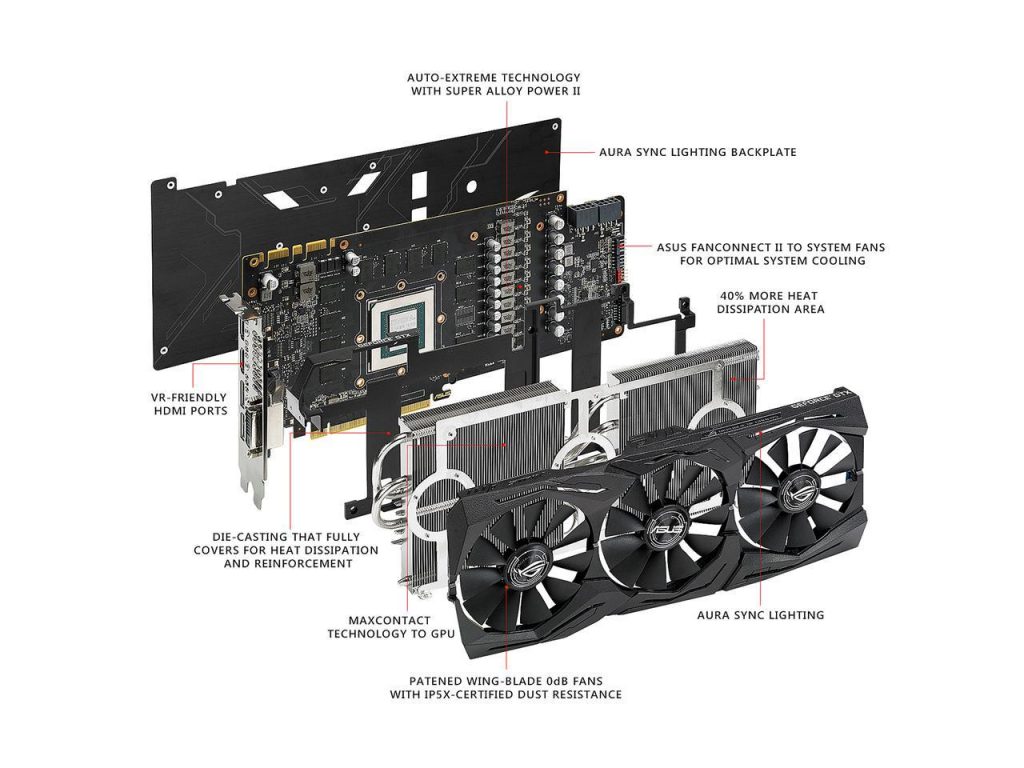 AUTO-EXTREME TECHNOLOGY
WITH SUPER ALLOY POWER II
AURA SYNC LIGHTING BACKPLATE
ASUS FANCONNECT II TO SYSTEM FANS
FOR OPTIMAL SYSTEM COOLING
40% MORE HEAT
DISSIPATION AREA
VR-FRIENDLY
HDMI PORTS
GEFORCE GTX
ASUS
DIE-CASTING THAT FULLY
COVERS FOR HEAT DISSIPATION
AND REINFORCEMENT
MAXCONTACT
TECHNOLOGY TO GPU
AURA SYNC LIGHTING
PATENED WING-BLADE 0dB FANS
WITH IP5X-CERTIFIED DUST RESISTANCE